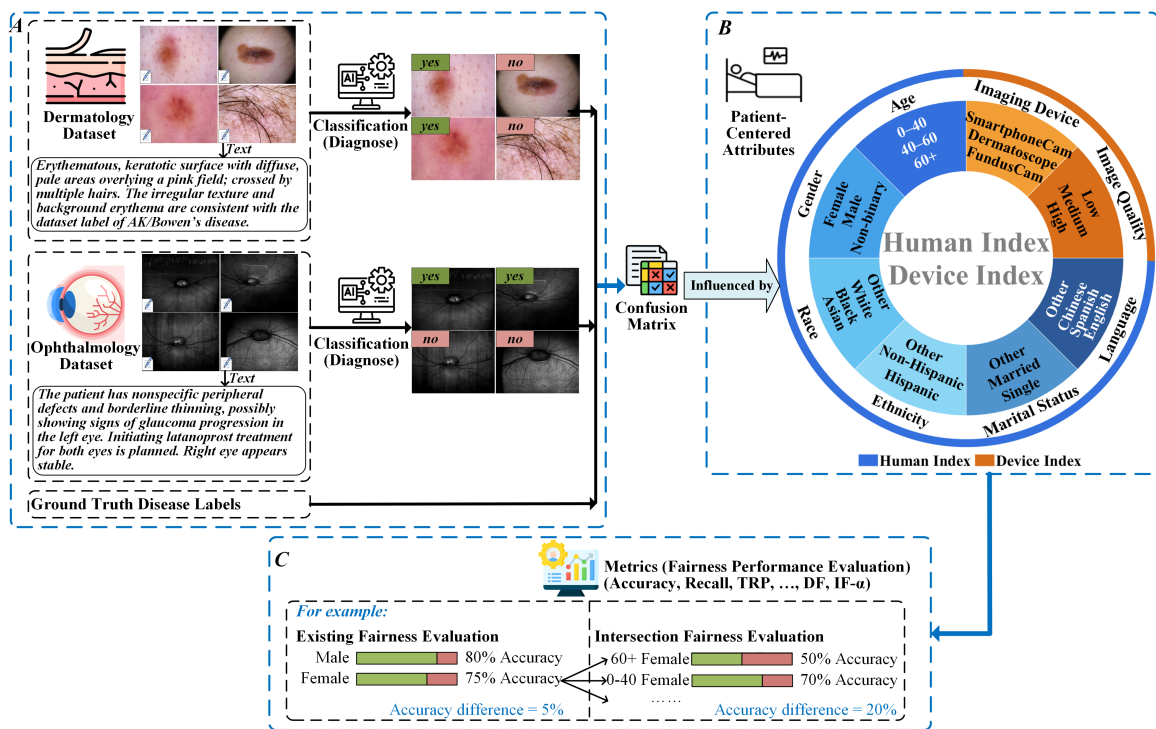 A
Dermatology
Dataset
Text
Erythematous, keratotic surface with diffuse,
pale areas overlying a pink field; crossed by
multiple hairs. The irregular texture and
background erythema are consistent with the
dataset label of AK/Bowen's disease.
AI
Classification
(Diagnose)
yes
no
yes
no
Ophthalmology
Dataset
Text
The patient has nonspecific peripheral
defects and borderline thinning, possibly
showing signs of glaucoma progression in
the left eye. Initiating latanoprost treatment
for both eyes is planned. Right eye appears
stable.
AI
Classification
(Diagnose)
yes
yes
no
no
Ground Truth Disease Labels
Confusion
Matrix
Influenced by
B
Patient-
Centered
Attributes
Age
0–40
40–60
60+
Imaging Device
SmartphoneCam
Dermatoscope
FundusCam
Image Quality
Low
Medium
High
Language
Other
Chinese
Spanish
English
Marital Status
Other
Married
Single
Ethnicity
Other
Non-Hispanic
Hispanic
Race
Other
White
Black
Asian
Gender
Female
Male
Non-binary
Human Index
Device Index
Human Index
Device Index
C
Metrics (Fairness Performance Evaluation)
(Accuracy, Recall, TRP, …, DF, IF-α)
For example:
Existing Fairness Evaluation
Male 80% Accuracy
Female 75% Accuracy
Accuracy difference = 5%
Intersection Fairness Evaluation
60+ Female 50% Accuracy
0-40 Female 70% Accuracy
……
Accuracy difference = 20%